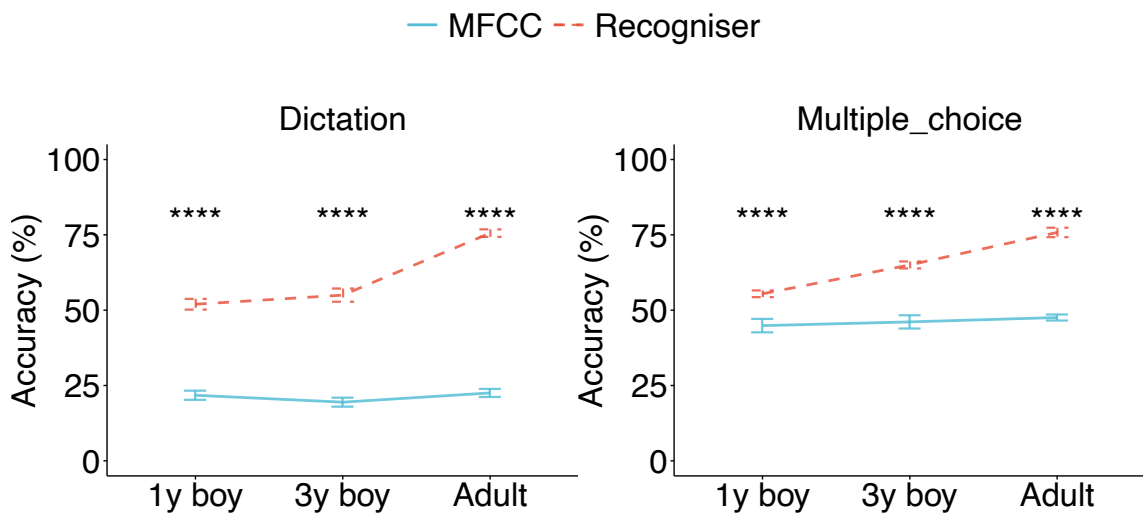 MFCC Recogniser
Dictation
Accuracy (%)
100
75
50
25
0
**** **** ****
1y boy 3y boy Adult
Multiple_choice
Accuracy (%)
100
75
50
25
0
**** **** ****
1y boy 3y boy Adult